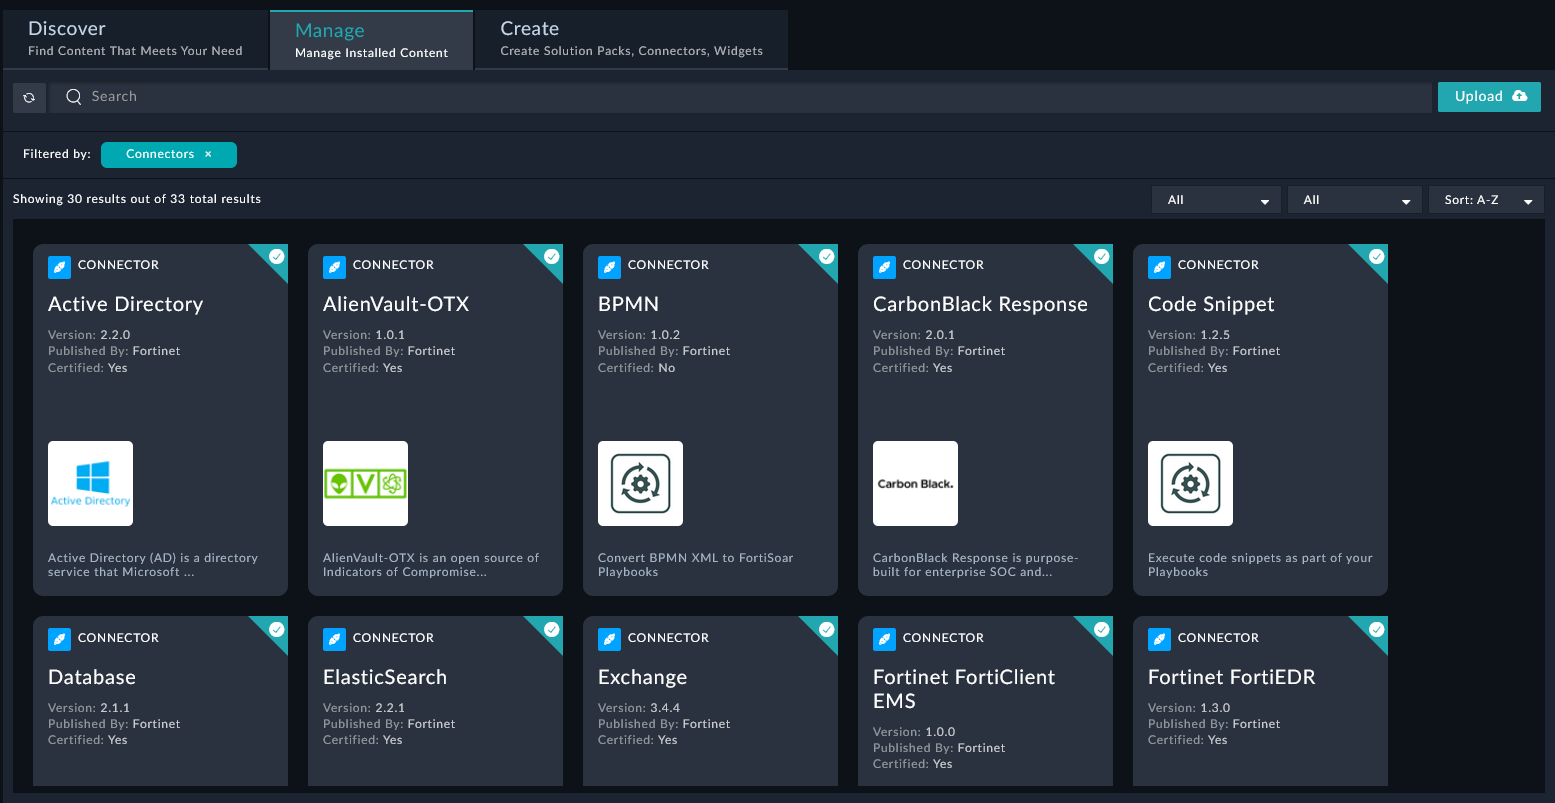 Discover
Find Content That Meets Your Need
Manage
Manage Installed Content
Create
Create Solution Packs, Connectors, Widgets
Search
Upload
Filtered by:
Connectors ×
Showing 30 results out of 33 total results
All
All
Sort: A-Z
CONNECTOR
Active Directory
Version: 2.2.0
Published By: Fortinet
Certified: Yes
Active Directory
Active Directory (AD) is a directory
service that Microsoft ...
CONNECTOR
AlienVault-OTX
Version: 1.0.1
Published By: Fortinet
Certified: Yes
V
AlienVault-OTX is an open source of
Indicators of Compromise...
CONNECTOR
BPMN
Version: 1.0.2
Published By: Fortinet
Certified: No
Convert BPMN XML to FortiSoar
Playbooks
CONNECTOR
CarbonBlack Response
Version: 2.0.1
Published By: Fortinet
Certified: Yes
Carbon Black.
CarbonBlack Response is purpose-
built for enterprise SOC and...
CONNECTOR
Code Snippet
Version: 1.2.5
Published By: Fortinet
Certified: Yes
Execute code snippets as part of your
Playbooks
CONNECTOR
Database
Version: 2.1.1
Published By: Fortinet
Certified: Yes
CONNECTOR
ElasticSearch
Version: 2.2.1
Published By: Fortinet
Certified: Yes
CONNECTOR
Exchange
Version: 3.4.4
Published By: Fortinet
Certified: Yes
CONNECTOR
Fortinet FortiClient
EMS
Version: 1.0.0
Published By: Fortinet
Certified: Yes
CONNECTOR
Fortinet FortiEDR
Version: 1.3.0
Published By: Fortinet
Certified: Yes